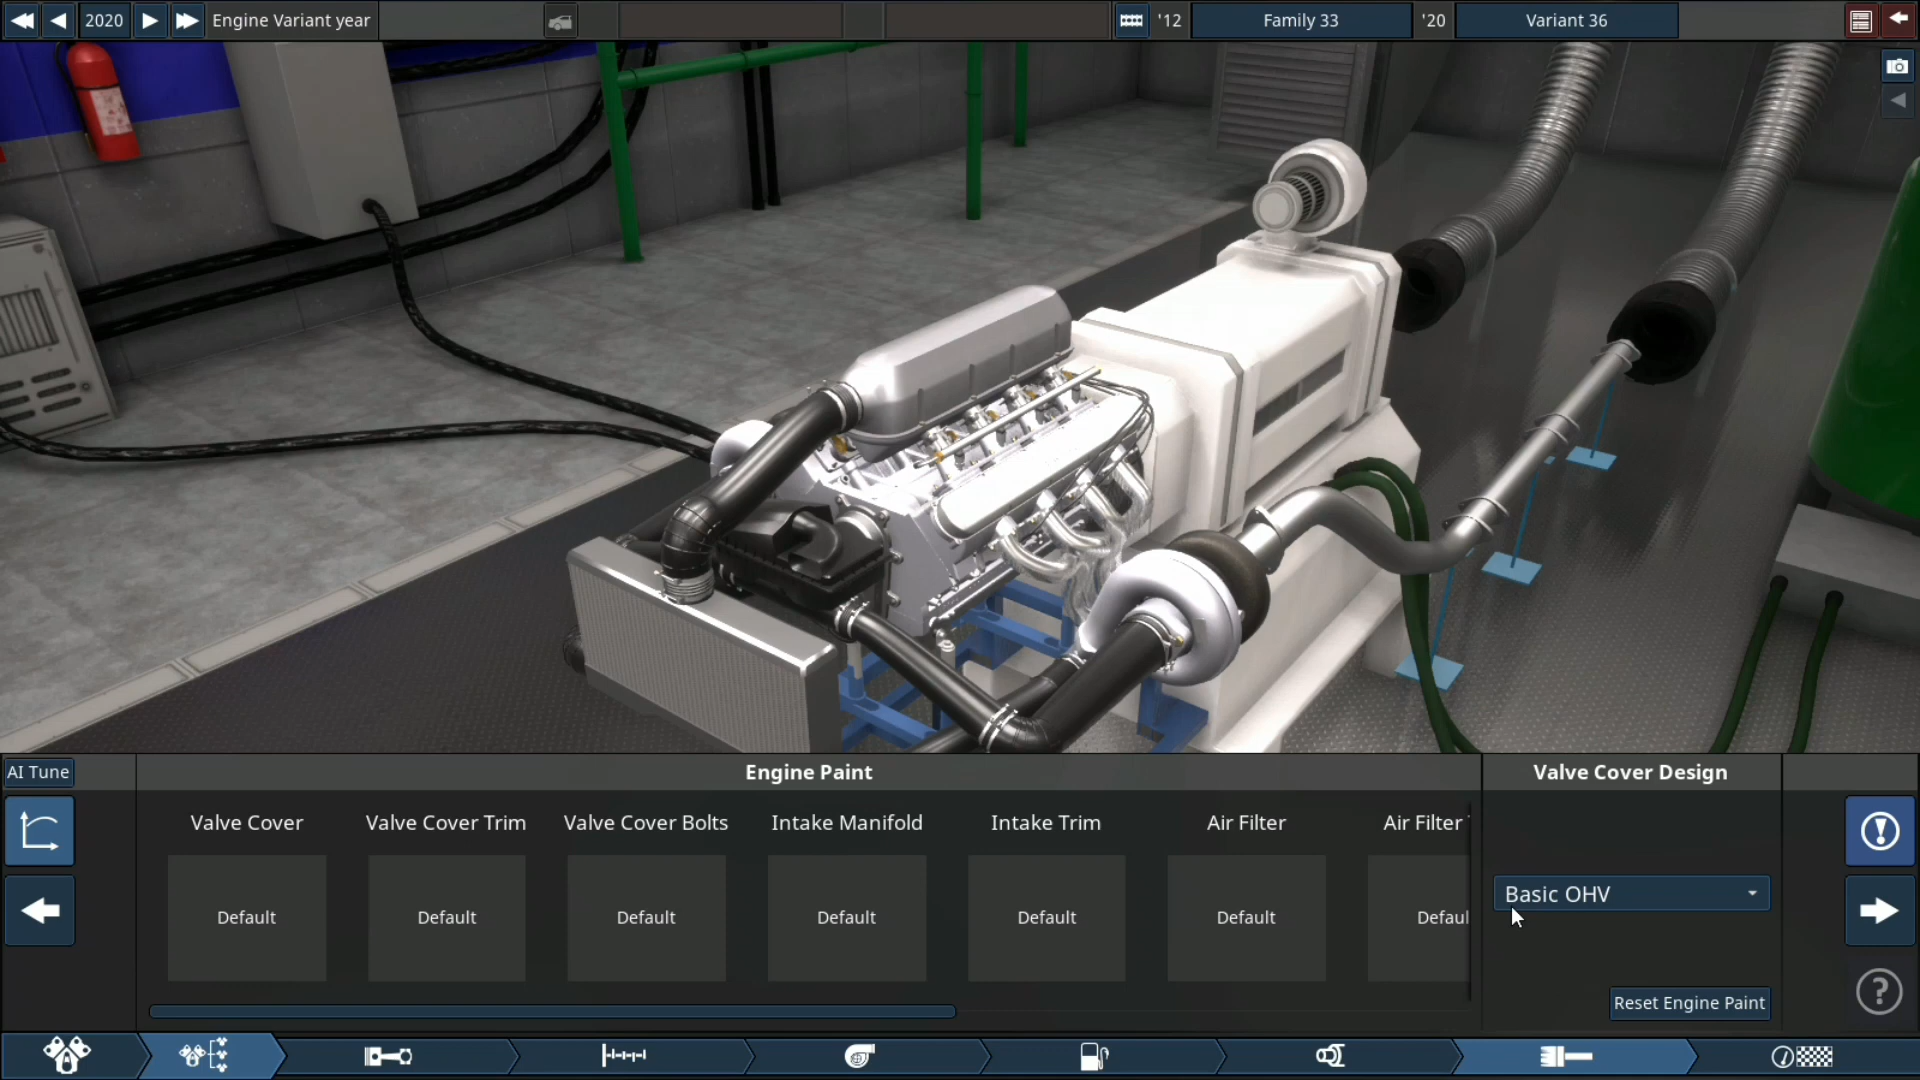 2020 Engine Variant year '12 Family 33 '20 Variant 36
AI Tune
Engine Paint
Valve Cover Design
Valve Cover Valve Cover Trim Valve Cover Bolts Intake Manifold Intake Trim Air Filter Air Filter
Default Default Default Default Default Default Defaul
Basic OHV
Reset Engine Paint